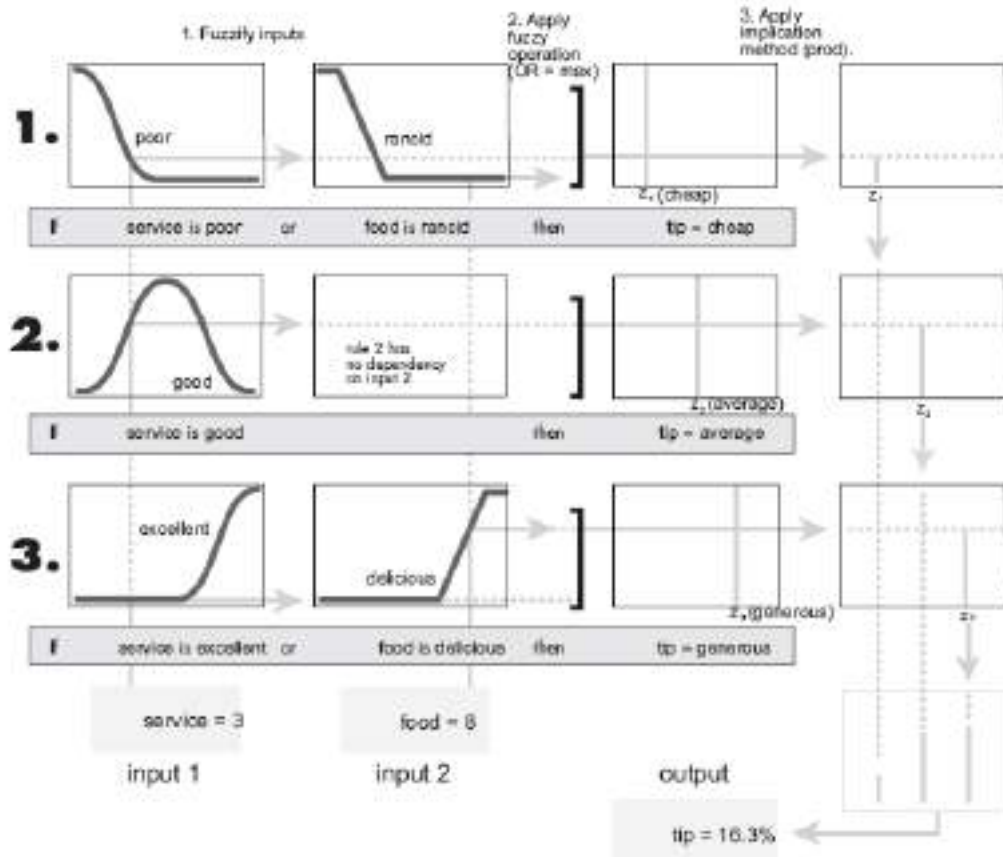 1. Fuzzify inputs
2. Apply
fuzzy
operation
(OR = max)
3. Apply
implication
method (prod).
1.
poor
rancid
z₁ (cheap)
z₁
If service is poor or food is rancid then tip = cheap
2.
good
rule 2 has
no dependency
on input 2
z₂ (average)
z₂
If service is good then tip = average
3.
excellent
delicious
z₃ (generous)
z₃
If service is excellent or food is delicious then tip = generous
service = 3
food = 8
input 1
input 2
output
tip = 16.3%